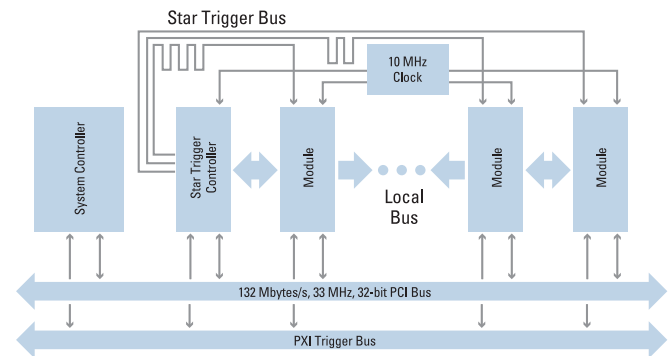 Star Trigger Bus
10 MHz
Clock
System Controller
Star Trigger
Controller
Module
Local
Bus
Module
Module
132 Mbytes/s, 33 MHz, 32-bit PCI Bus
PXI Trigger Bus